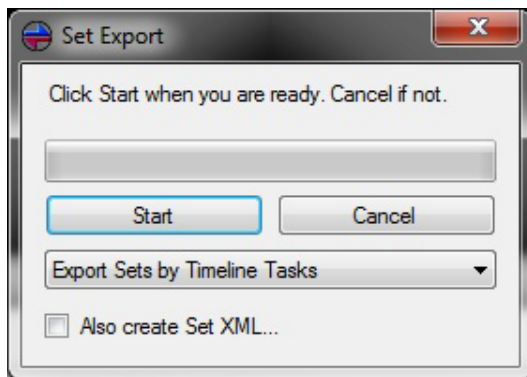 Set Export
Click Start when you are ready. Cancel if not.
Start
Cancel
Export Sets by Timeline Tasks
Also create Set XML...